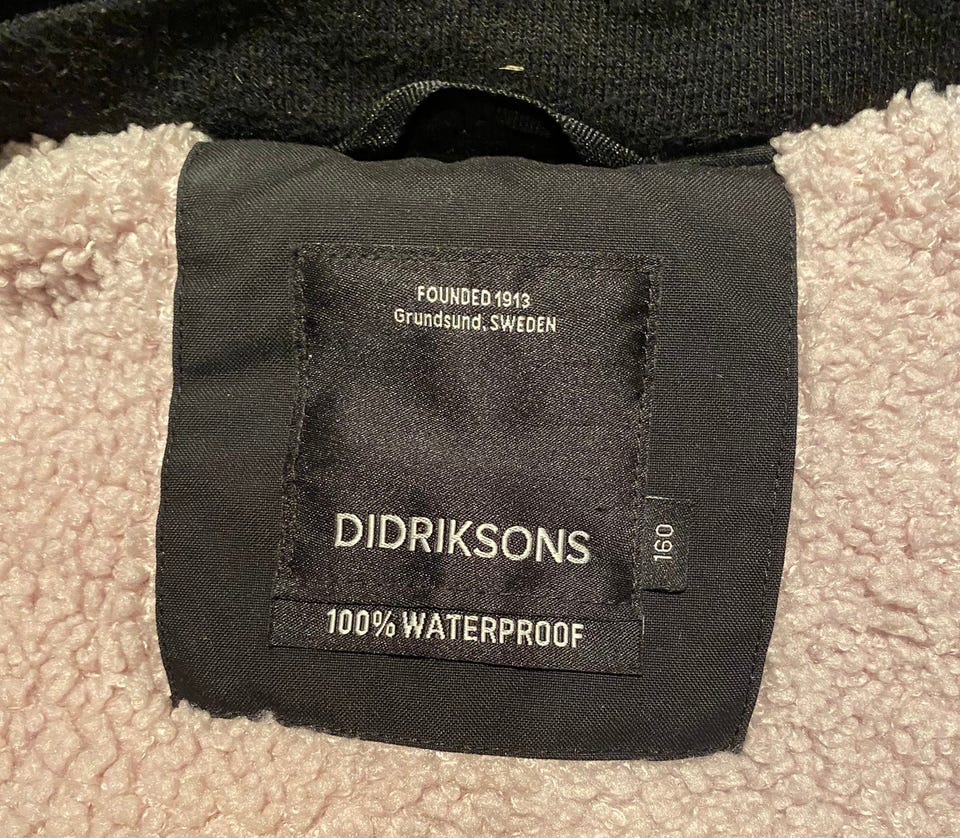 FOUNDED 1913
Grundsund, SWEDEN
DIDRIKSONS
160
100% WATERPROOF